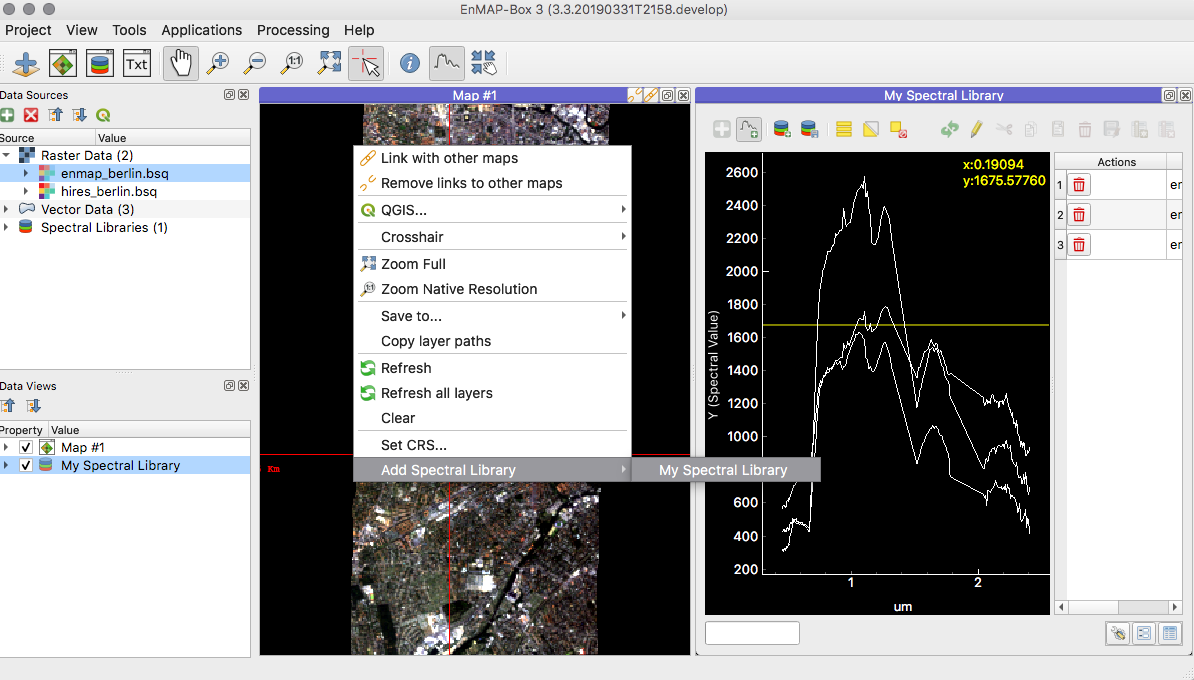 EnMAP-Box 3 (3.3.20190331T2158.develop)
Project View Tools Applications Processing Help
Txt 1:1
Data Sources
Source Value
Raster Data (2)
enmap_berlin.bsq
hires_berlin.bsq
Vector Data (3)
Spectral Libraries (1)
Data Views
Property Value
Map #1
My Spectral Library
Map #1
Link with other maps
Remove links to other maps
QGIS...
Crosshair
Zoom Full
Zoom Native Resolution
Save to...
Copy layer paths
Refresh
Refresh all layers
Clear
Set CRS...
Add Spectral Library
My Spectral Library
Km
My Spectral Library
x:0.19094
y:1675.57760
2600
2400
2200
2000
1800
1600
1400
1200
1000
600
400
200
Y (Spectral Value)
1 2
um
Actions
1 er
2 er
3 er